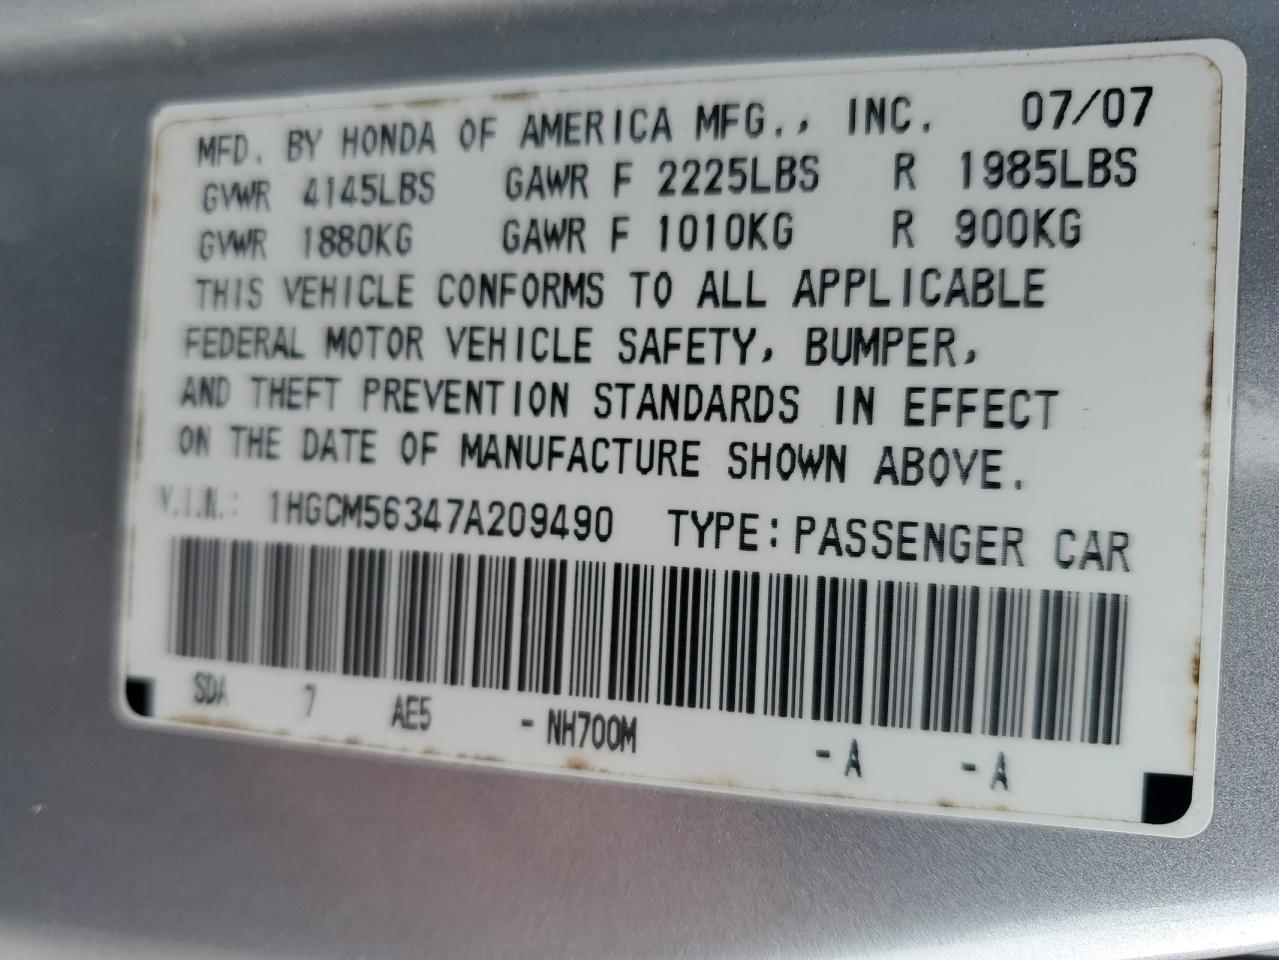 MFD. BY HONDA OF AMERICA MFG., INC. 07/07
GVWR 4145LBS GAWR F 2225LBS R 1985LBS
GVWR 1880KG GAWR F 1010KG R 900KG
THIS VEHICLE CONFORMS TO ALL APPLICABLE
FEDERAL MOTOR VEHICLE SAFETY, BUMPER,
AND THEFT PREVENTION STANDARDS IN EFFECT
ON THE DATE OF MANUFACTURE SHOWN ABOVE.
V.I.N.: 1HGCM56347A209490 TYPE: PASSENGER CAR
SDA 7 AE5 - NH700M - A - A